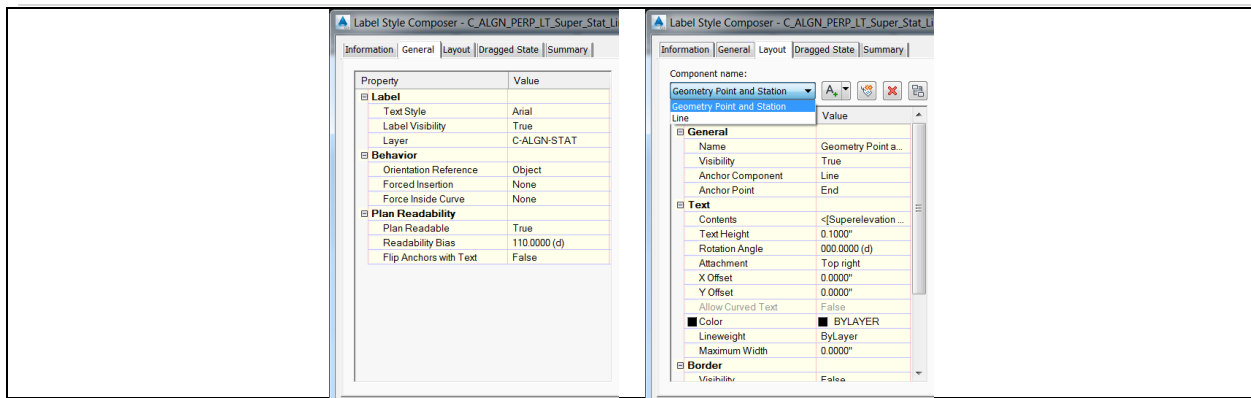 Label Style Composer - C_ALGN_PERP_LT_Super_Stat_Li
Information General Layout Dragged State Summary
Property Value
Label
Text Style Arial
Label Visibility True
Layer C-ALGN-STAT
Behavior
Orientation Reference Object
Forced Insertion None
Force Inside Curve None
Plan Readability
Plan Readable True
Readability Bias 110.0000 (d)
Flip Anchors with Text False
Label Style Composer - C_ALGN_PERP_LT_Super_Stat_Li
Information General Layout Dragged State Summary
Component name:
Geometry Point and Station
Geometry Point and Station
Line
Value
General
Name Geometry Point a...
Visibility True
Anchor Component Line
Anchor Point End
Text
Contents <[Superelevation ...
Text Height 0.1000"
Rotation Angle 000.0000 (d)
Attachment Top right
X Offset 0.0000"
Y Offset 0.0000"
Allow Curved Text False
Color BYLAYER
Lineweight ByLayer
Maximum Width 0.0000"
Border
Visibility False